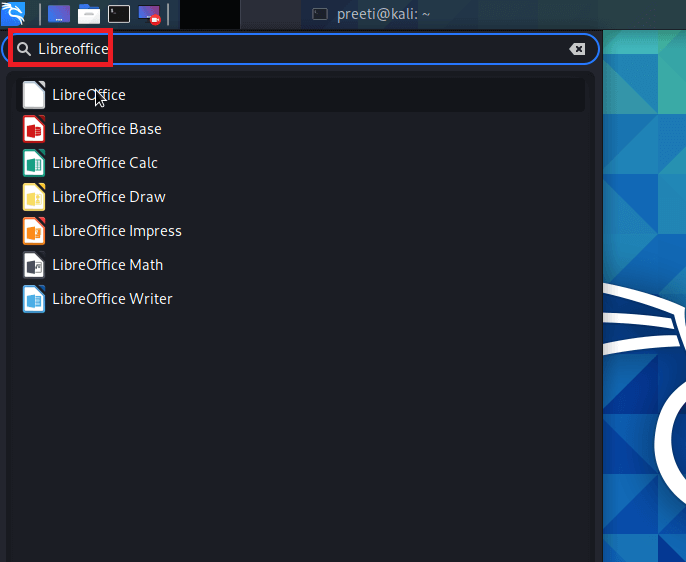 preeti@kali: ~
Libreoffice
LibreOffice
LibreOffice Base
LibreOffice Calc
LibreOffice Draw
LibreOffice Impress
LibreOffice Math
LibreOffice Writer